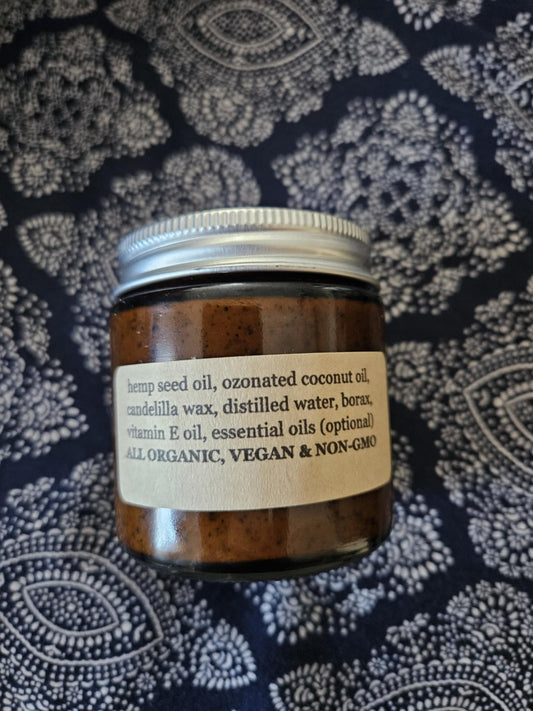 hemp seed oil, ozonated coconut oil,
candelilla wax, distilled water, borax,
vitamin E oil, essential oils (optional)
ALL ORGANIC, VEGAN & NON-GMO